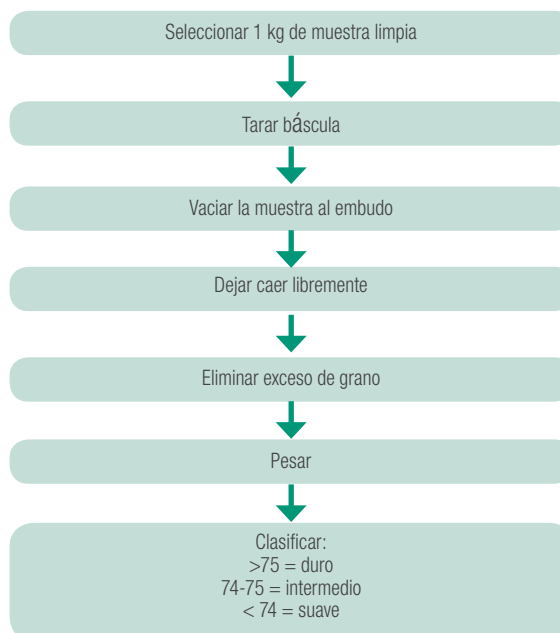 Seleccionar 1 kg de muestra limpia
Tarar báscula
Vaciar la muestra al embudo
Dejar caer libremente
Eliminar exceso de grano
Pesar
Clasificar:
>75 = duro
74-75 = intermedio
< 74 = suave